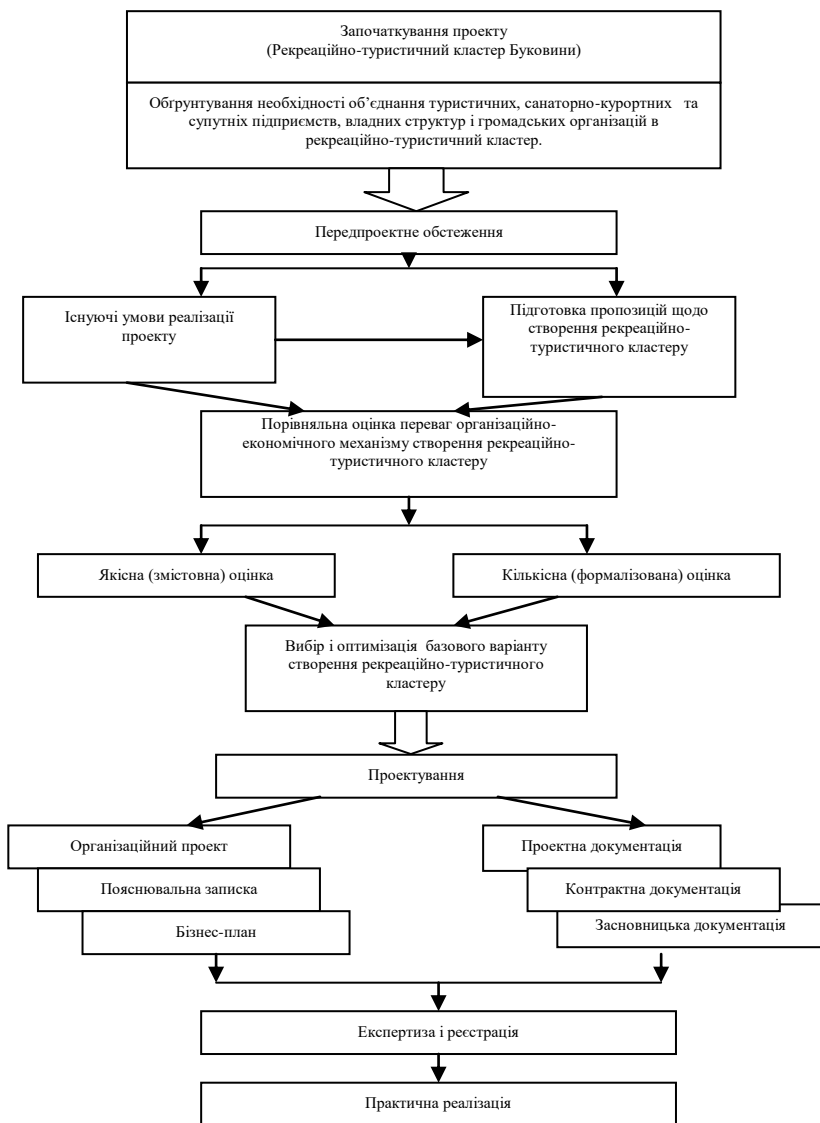 Започаткування проекту
(Рекреаційно-туристичний кластер Буковини)
Обґрунтування необхідності об’єднання туристичних, санаторно-курортних та
супутніх підприємств, владних структур і громадських організацій в
рекреаційно-туристичний кластер.
Передпроектне обстеження
Існуючі умови реалізації
проекту
Підготовка пропозицій щодо
створення рекреаційно-
туристичного кластеру
Порівняльна оцінка переваг організаційно-
економічного механізму створення рекреаційно-
туристичного кластеру
Якісна (змістовна) оцінка
Кількісна (формалізована) оцінка
Вибір і оптимізація базового варіанту
створення рекреаційно-туристичного
кластеру
Проектування
Організаційний проект
Пояснювальна записка
Бізнес-план
Проектна документація
Контрактна документація
Засновницька документація
Експертиза і реєстрація
Практична реалізація